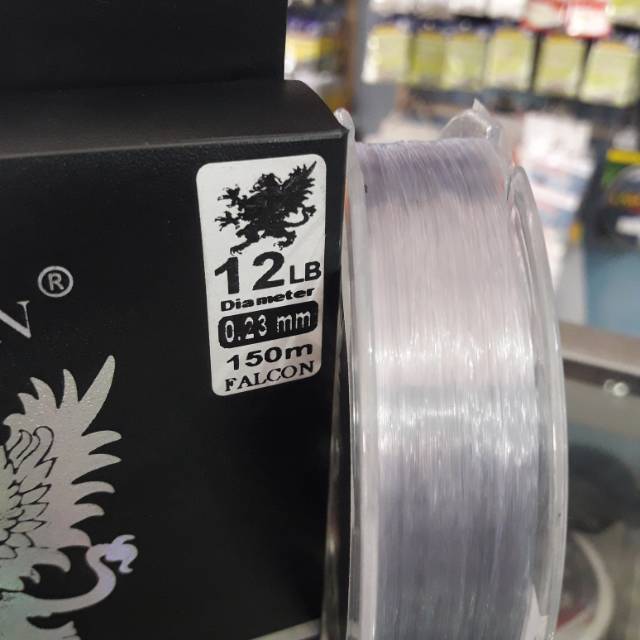 12LB
Diameter
0.23 mm
150m
FALCON
N®